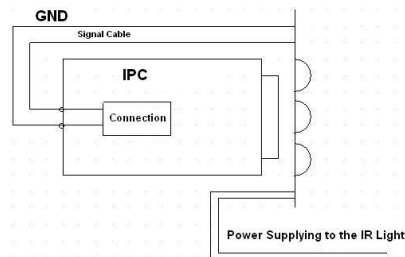 GND
Signal Cable
IPC
Connection
Power Supplying to the IR Light